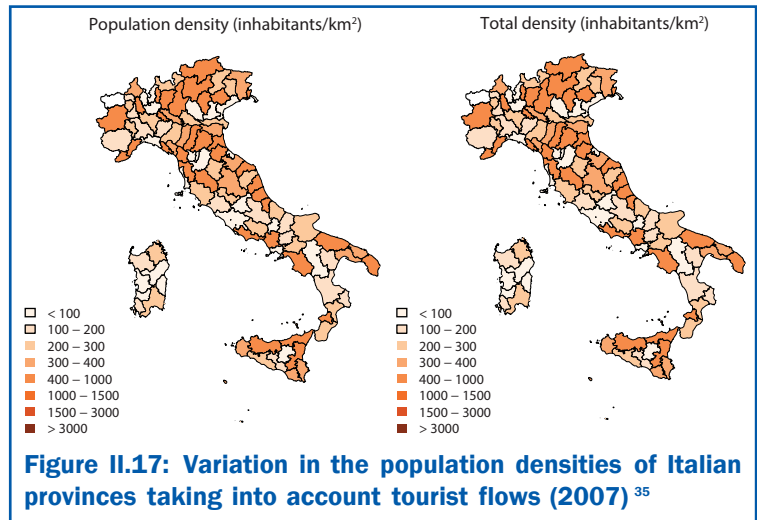 Population density (inhabitants/km²)
Total density (inhabitants/km²)
< 100
100 – 200
200 – 300
300 – 400
400 – 1000
1000 – 1500
1500 – 3000
> 3000
< 100
100 – 200
200 – 300
300 – 400
400 – 1000
1000 – 1500
1500 – 3000
> 3000
Figure II.17: Variation in the population densities of Italian
provinces taking into account tourist flows (2007) ³⁵